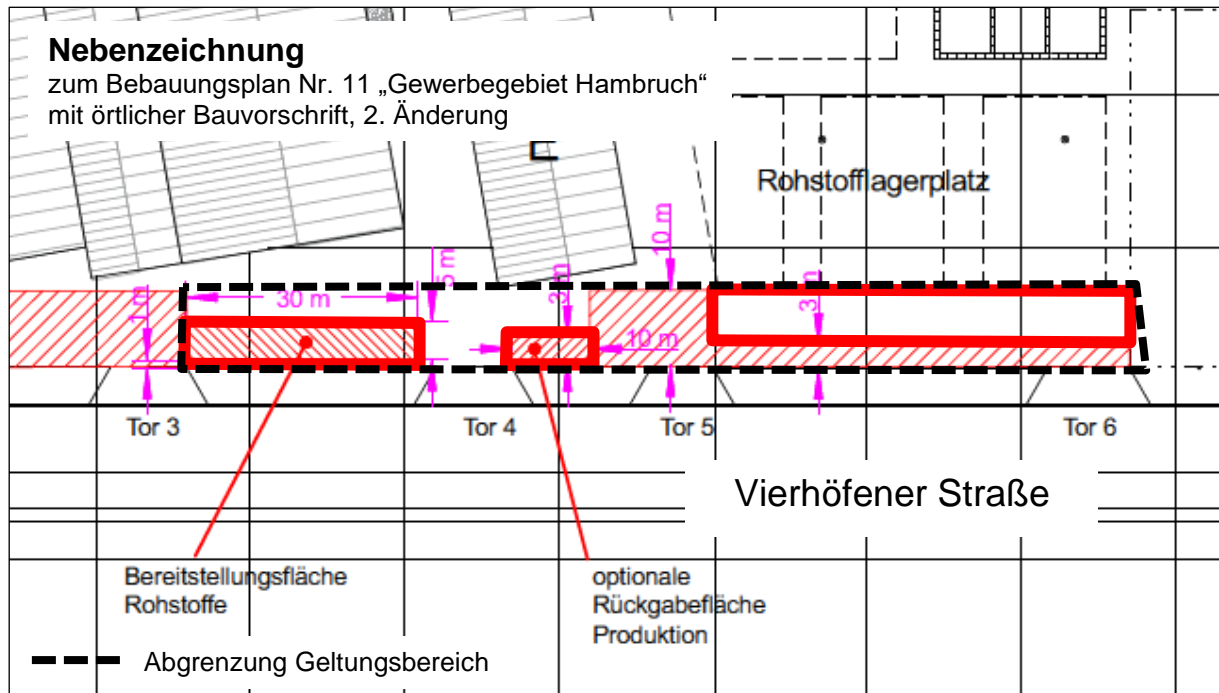 Nebenzeichnung
zum Bebauungsplan Nr. 11 „Gewerbegebiet Hambruch“
mit örtlicher Bauvorschrift, 2. Änderung
Rohstofflagerplatz
10 m
5 m
30 m
3 m
3 m
1 m
10 m
Tor 3
Tor 4
Tor 5
Tor 6
Vierhöfener Straße
Bereitstellungsfläche
Rohstoffe
optionale
Rückgabefläche
Produktion
Abgrenzung Geltungsbereich